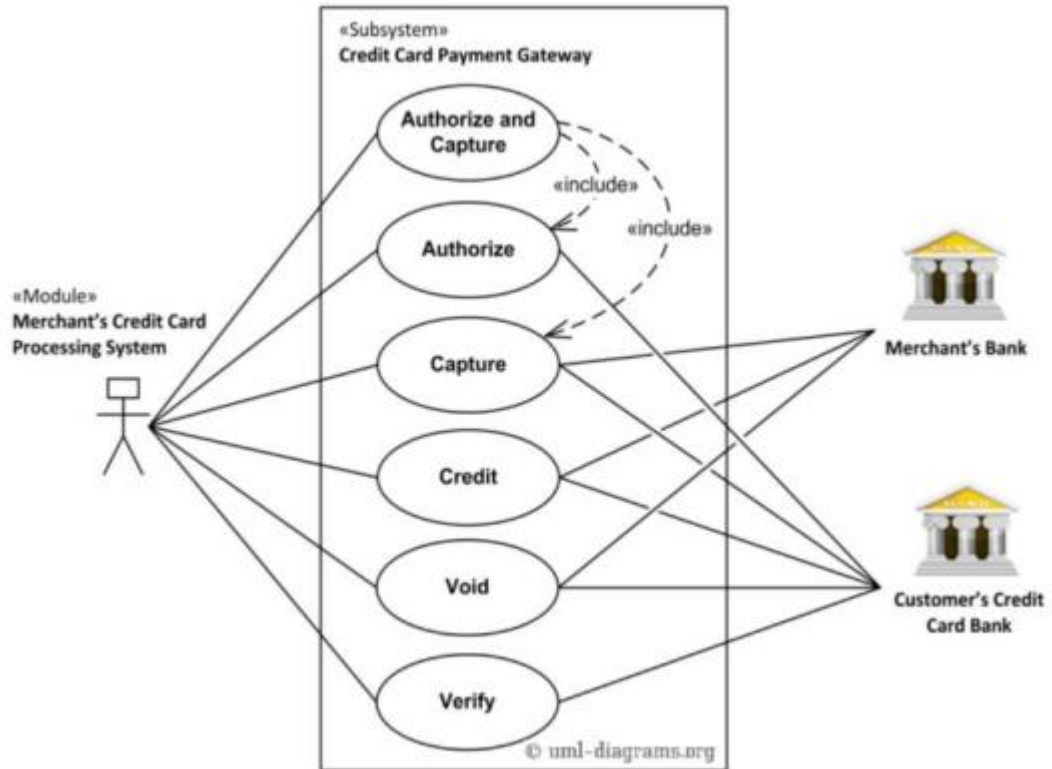 «Subsystem»
Credit Card Payment Gateway
Authorize and
Capture
«include»
«include»
Authorize
«Module»
Merchant's Credit Card
Processing System
Capture
Merchant's Bank
Credit
Void
Customer's Credit
Card Bank
Verify
© uml-diagrams.org